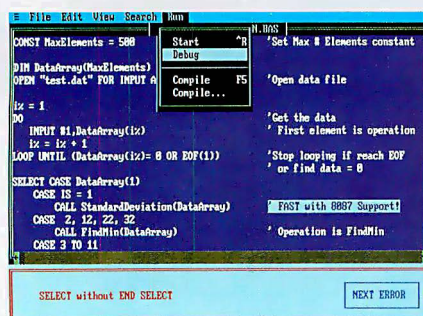 ≡ File Edit View Search Run
N.BAS
CONST MaxElements = 500
Start ^R
'Set Max # Elements constant
Debug
DIM DataArray(MaxElements)
OPEN "test.dat" FOR INPUT A
Compile F5
'Open data file
Compile...
ix = 1
DO
'Get the data
INPUT #1,DataArray(ix)
' First element is operation
ix = ix + 1
LOOP UNTIL (DataArray(ix)= 0 OR EOF(1))
'Stop looping if reach EOF
' or find data = 0
SELECT CASE DataArray(1)
CASE IS = 1
CALL StandardDeviation(DataArray)
' FAST with 8087 Support!
CASE 2, 12, 22, 32
CALL FindMin(DataArray)
' Operation is FindMin
CASE 3 TO 11
SELECT without END SELECT
NEXT ERROR